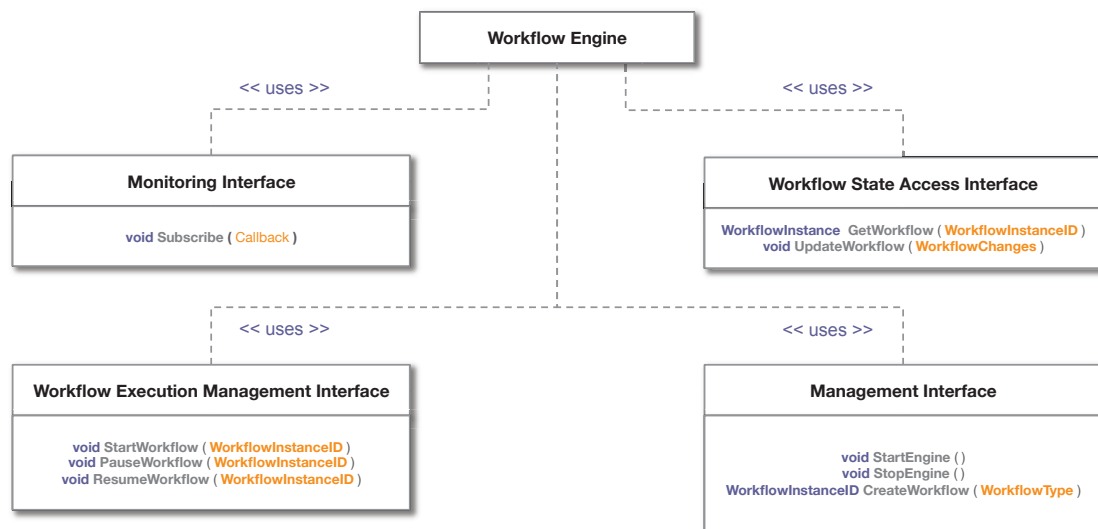 Workflow Engine
<< uses >>
<< uses >>
Monitoring Interface
void Subscribe ( Callback )
Workflow State Access Interface
WorkflowInstance GetWorkflow ( WorkflowInstanceID )
void UpdateWorkflow ( WorkflowChanges )
<< uses >>
<< uses >>
Workflow Execution Management Interface
void StartWorkflow ( WorkflowInstanceID )
void PauseWorkflow ( WorkflowInstanceID )
void ResumeWorkflow ( WorkflowInstanceID )
Management Interface
void StartEngine ( )
void StopEngine ( )
WorkflowInstanceID CreateWorkflow ( WorkflowType )